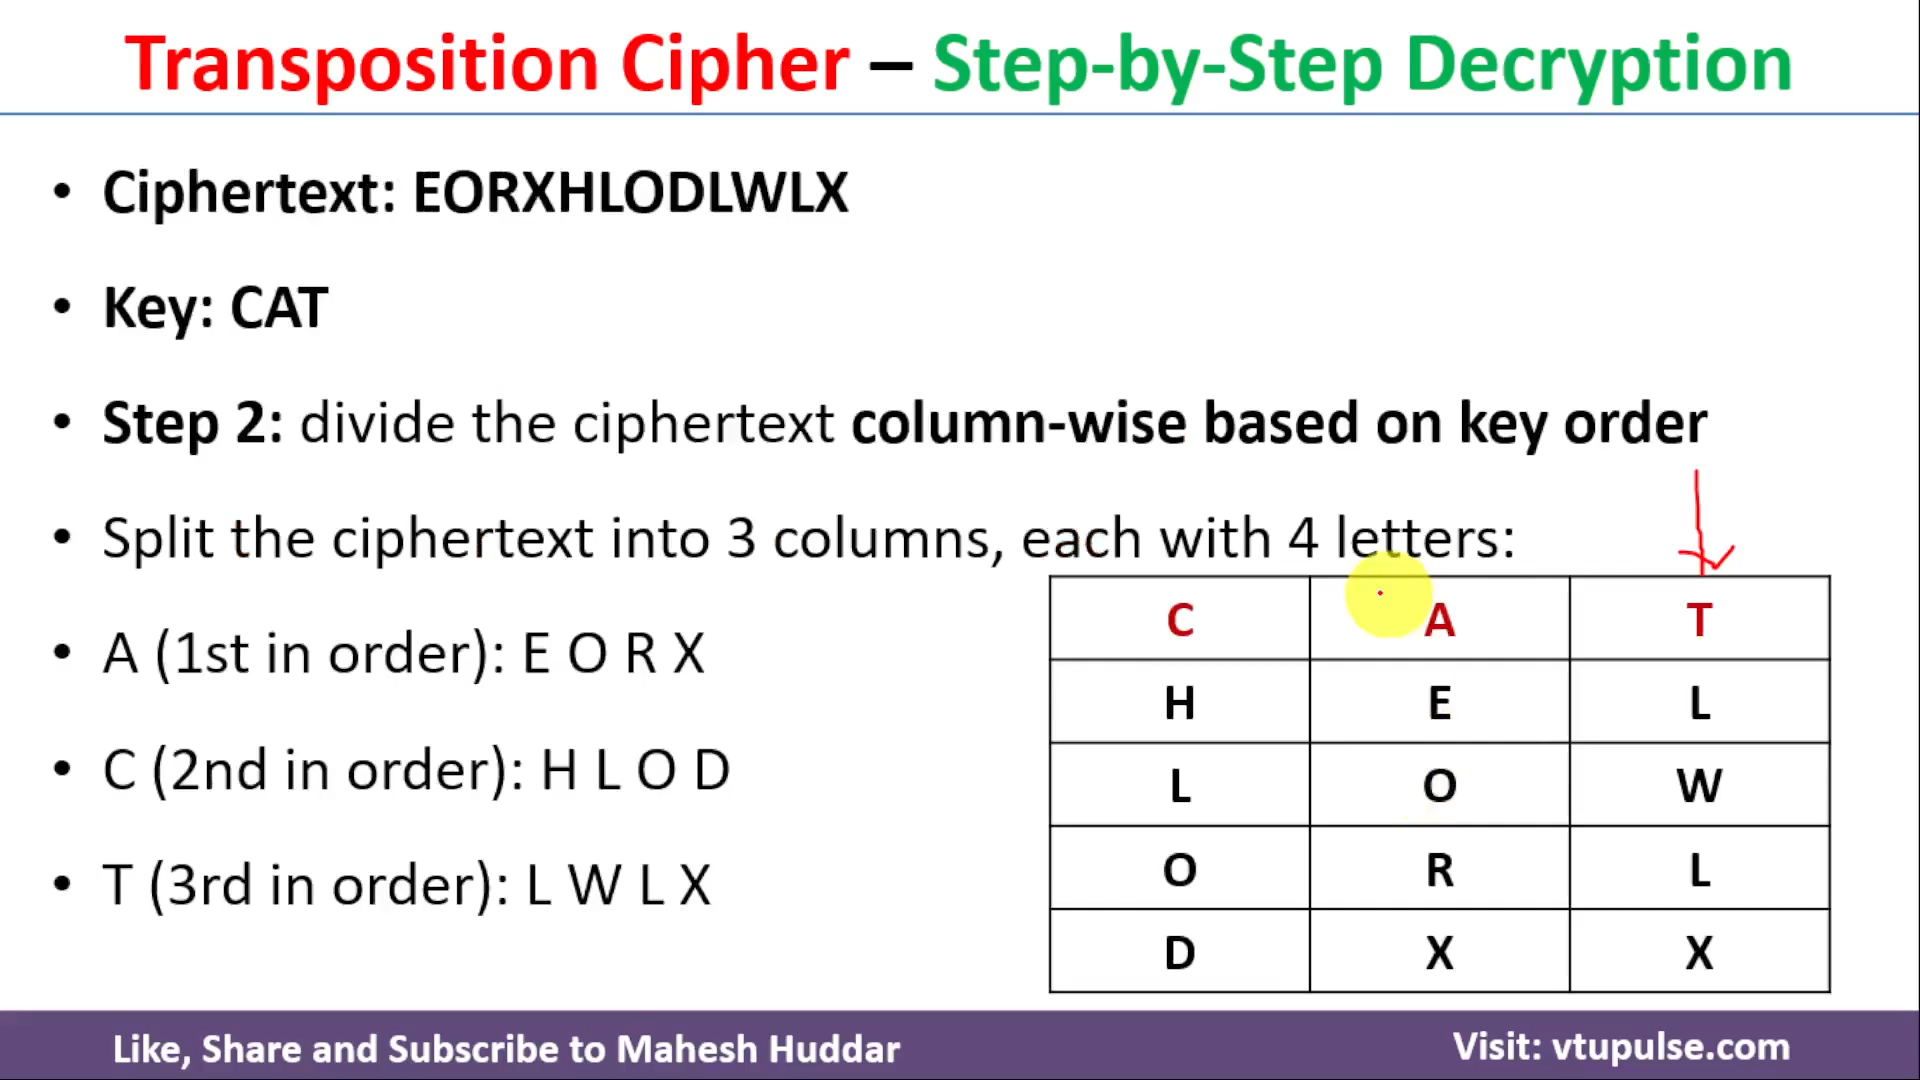 Transposition Cipher – Step-by-Step Decryption
• Ciphertext: EORXHLODLWLX
• Key: CAT
• Step 2: divide the ciphertext column-wise based on key order
• Split the ciphertext into 3 columns, each with 4 letters:
• A (1st in order): E O R X
• C (2nd in order): H L O D
• T (3rd in order): L W L X
C A T
H E L
L O W
O R L
D X X
Like, Share and Subscribe to Mahesh Huddar
Visit: vtupulse.com